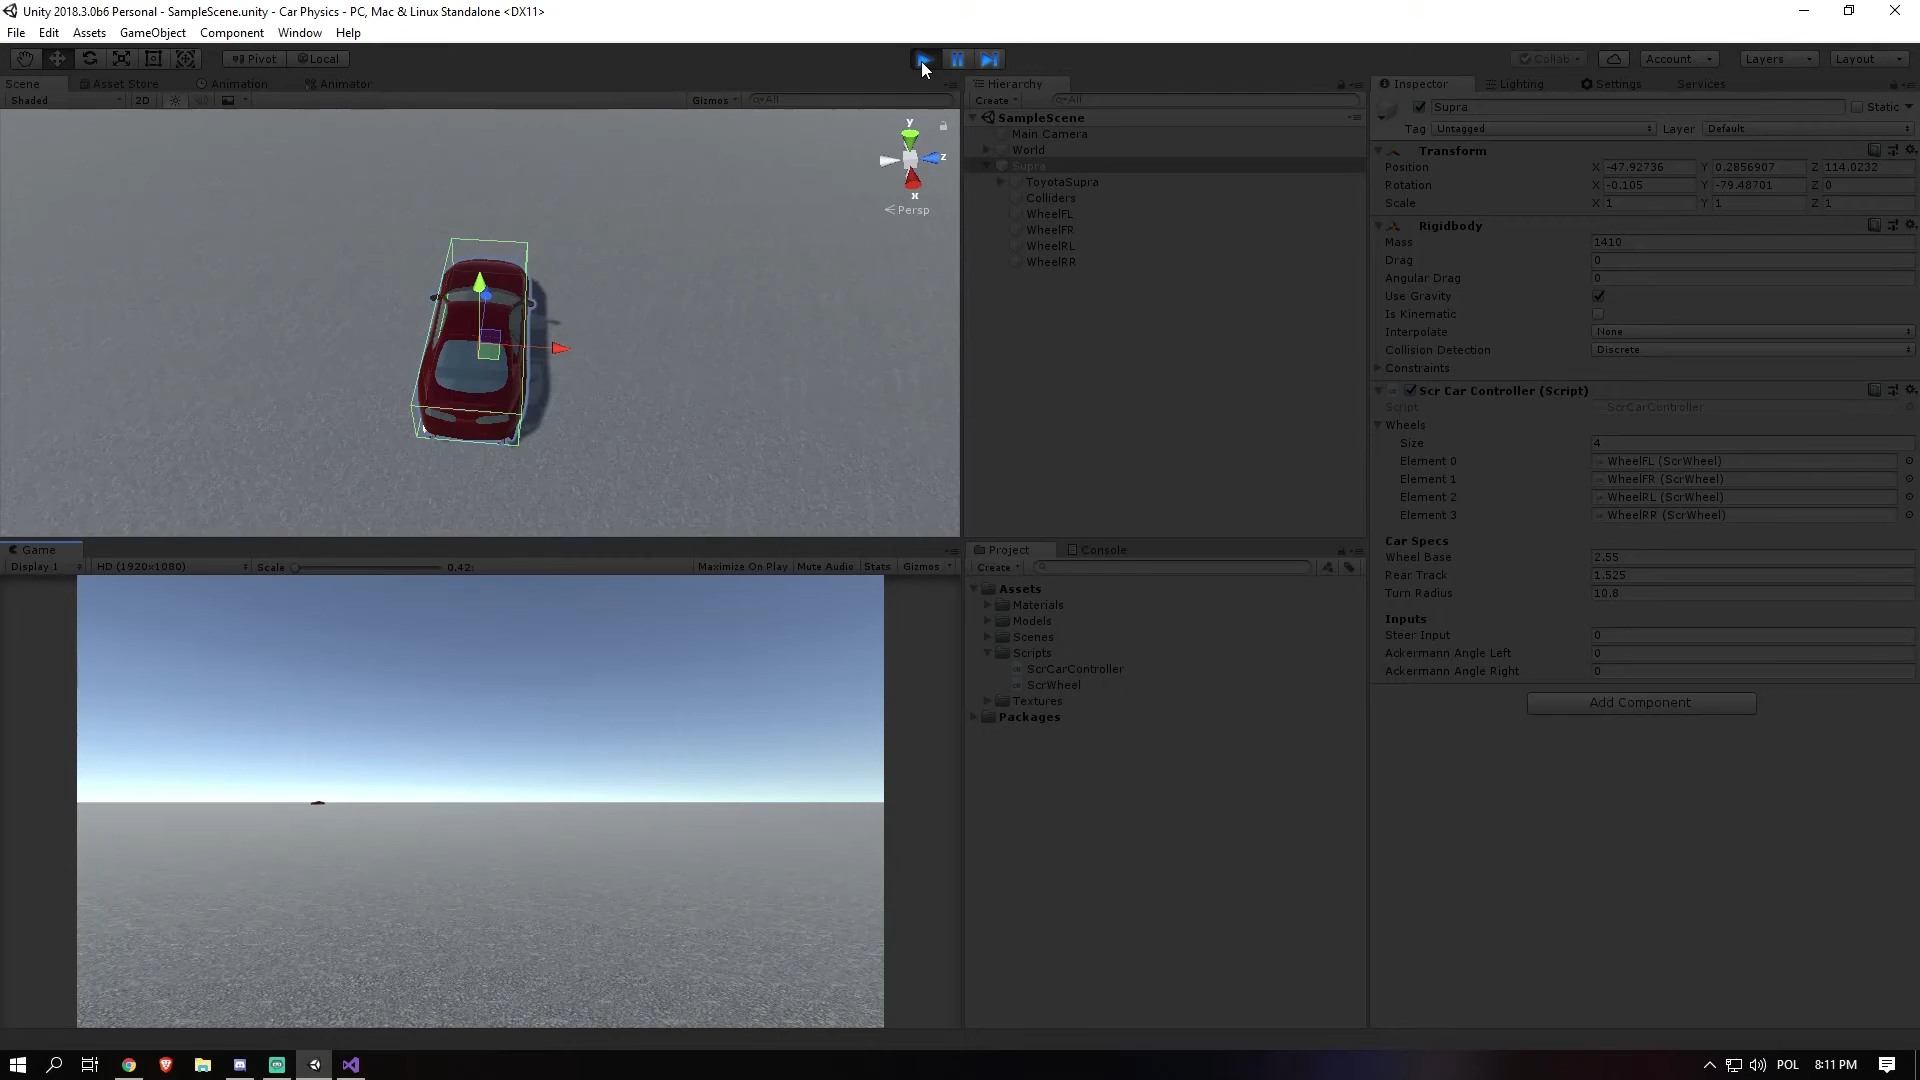 Unity 2018.3.0b6 Personal - SampleScene.unity - Car Physics - PC, Mac & Linux Standalone <DX11>
File Edit Assets GameObject Component Window Help
Pivot Local Collab Account Layers Layout
Scene Asset Store Animation Animator
Shaded 2D Gizmos All
y
z
x
Persp
Hierarchy
Create All
SampleScene
Main Camera
World
Supra
ToyotaSupra
Colliders
WheelFL
WheelFR
WheelRL
WheelRR
Inspector Lighting Settings Services
Supra Static
Tag Untagged Layer Default
Transform
Position X -47.92736 Y 0.2856907 Z 114.0232
Rotation X -0.105 Y -79.48701 Z 0
Scale X 1 Y 1 Z 1
Rigidbody
Mass 1410
Drag 0
Angular Drag 0
Use Gravity
Is Kinematic
Interpolate None
Collision Detection Discrete
Constraints
Scr Car Controller (Script)
Script ScrCarController
Wheels
Size 4
Element 0 WheelFL (ScrWheel)
Element 1 WheelFR (ScrWheel)
Element 2 WheelRL (ScrWheel)
Element 3 WheelRR (ScrWheel)
Car Specs
Wheel Base 2.55
Rear Track 1.525
Turn Radius 10.8
Inputs
Steer Input 0
Ackermann Angle Left 0
Ackermann Angle Right 0
Add Component
Game
Display 1 HD (1920x1080) Scale 0.42: Maximize On Play Mute Audio Stats Gizmos
Project Console
Create
Assets
Materials
Models
Scenes
Scripts
ScrCarController
ScrWheel
Textures
Packages
POL 8:11 PM